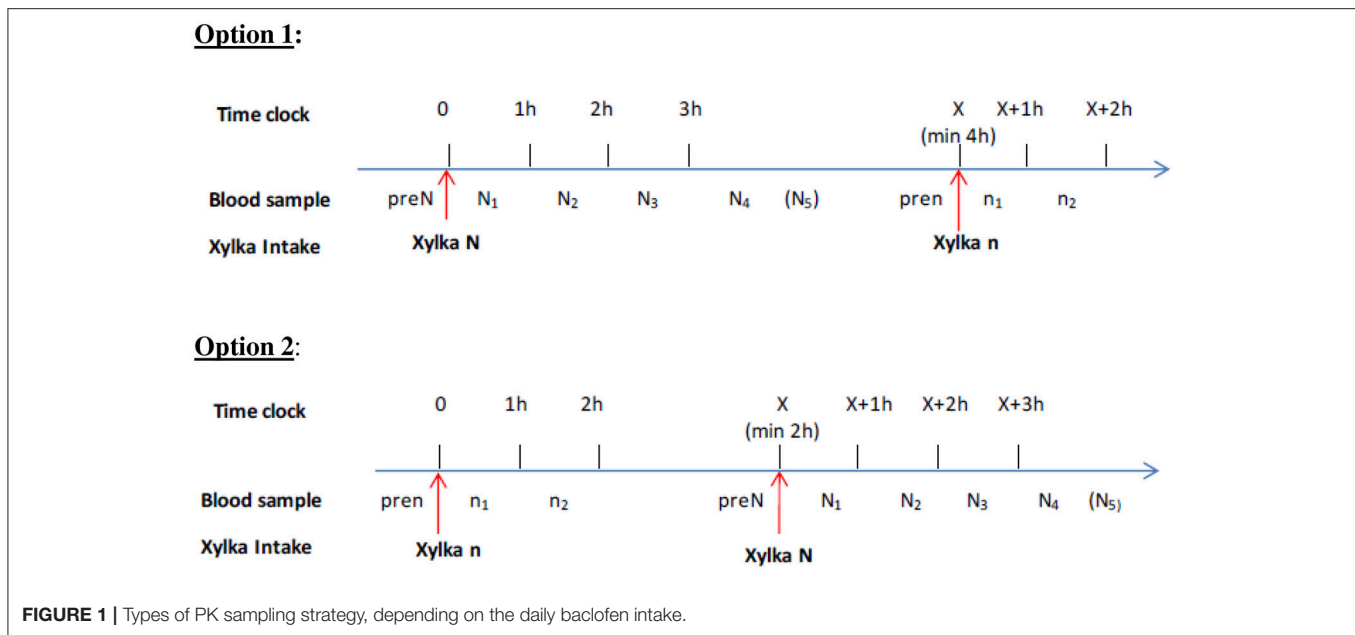 Option 1:
Time clock 0 1h 2h 3h X X+1h X+2h
(min 4h)
Blood sample preN N₁ N₂ N₃ N₄ (N₅) pren n₁ n₂
Xylka Intake Xylka N Xylka n
Option 2:
Time clock 0 1h 2h X X+1h X+2h X+3h
(min 2h)
Blood sample pren n₁ n₂ preN N₁ N₂ N₃ N₄ (N₅)
Xylka Intake Xylka n Xylka N
FIGURE 1 | Types of PK sampling strategy, depending on the daily baclofen intake.